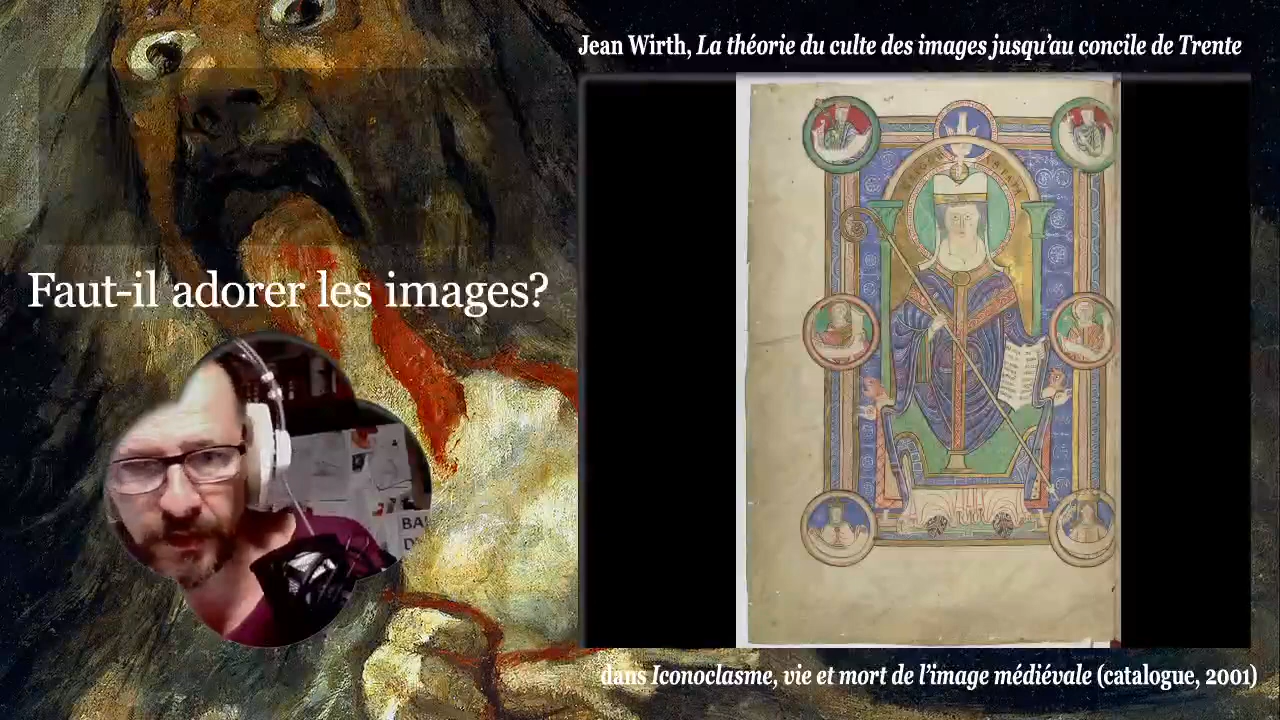 Jean Wirth, La théorie du culte des images jusqu'au concile de Trente
Faut-il adorer les images?
BA
D
dans Iconoclasme, vie et mort de l'image médiévale (catalogue, 2001)